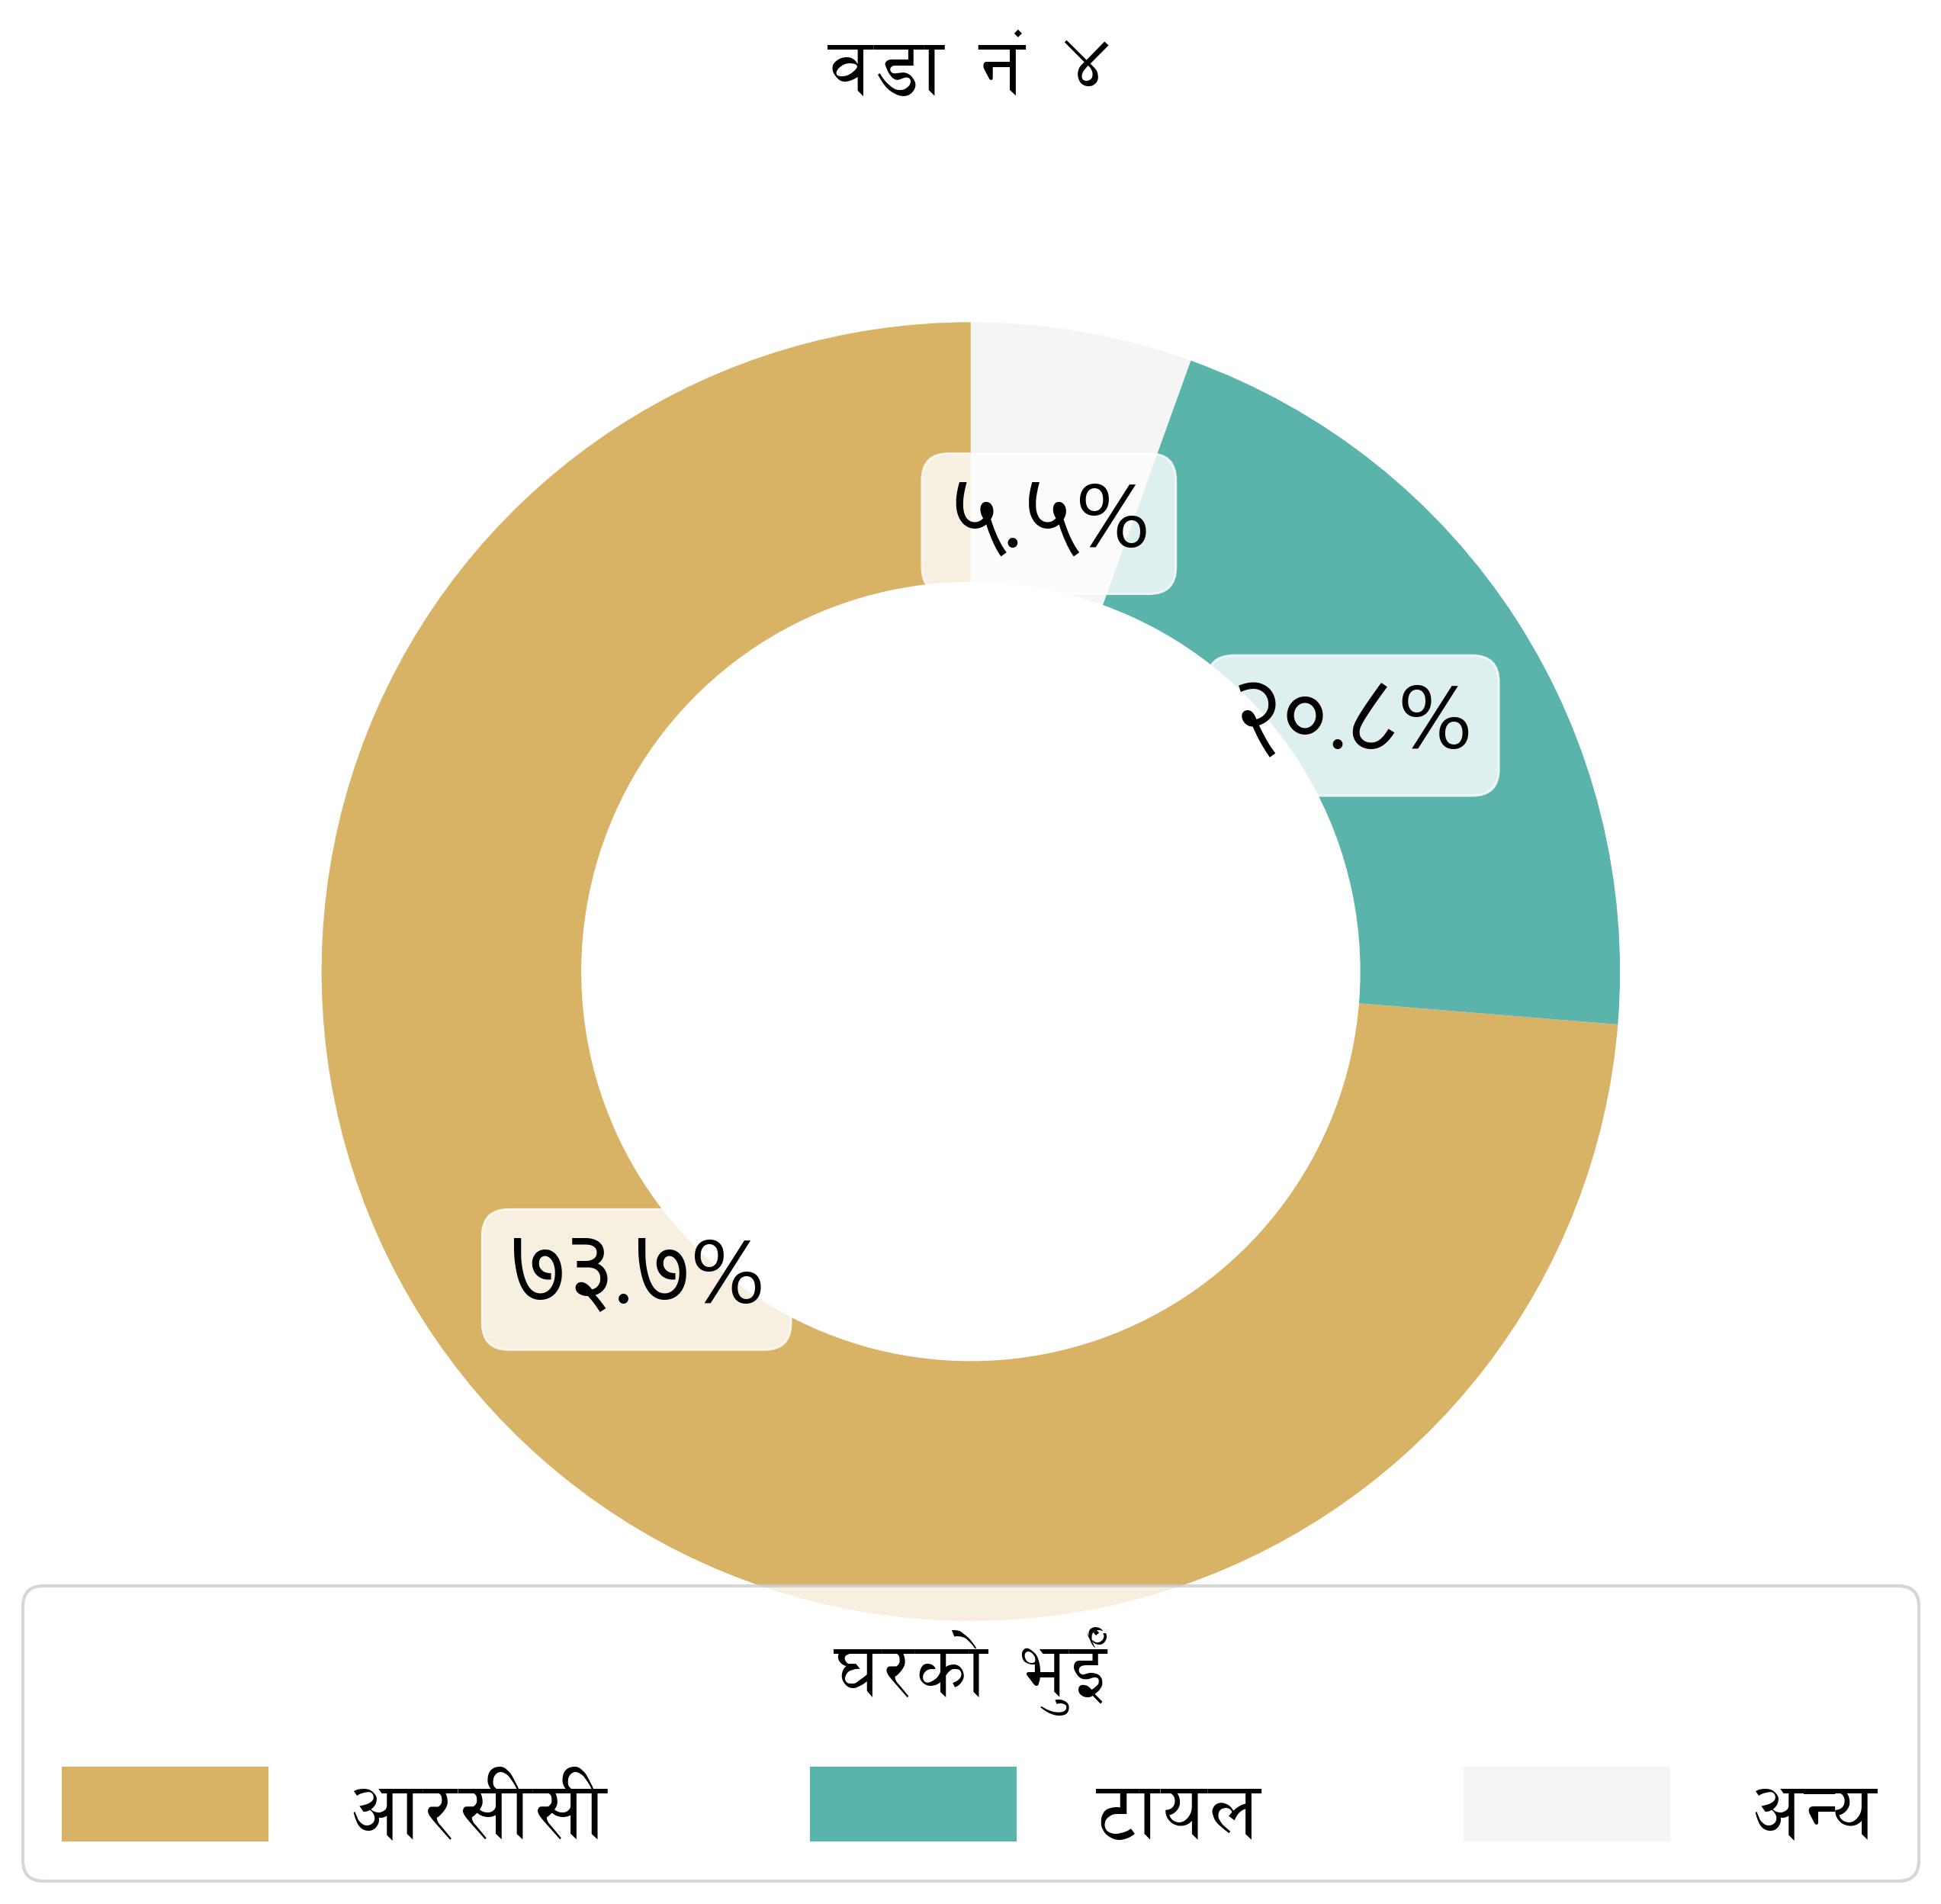 वडा नं ४
५.५%
२०.८%
७३.७%
घरको भुइँ
आरसीसी टायल अन्य